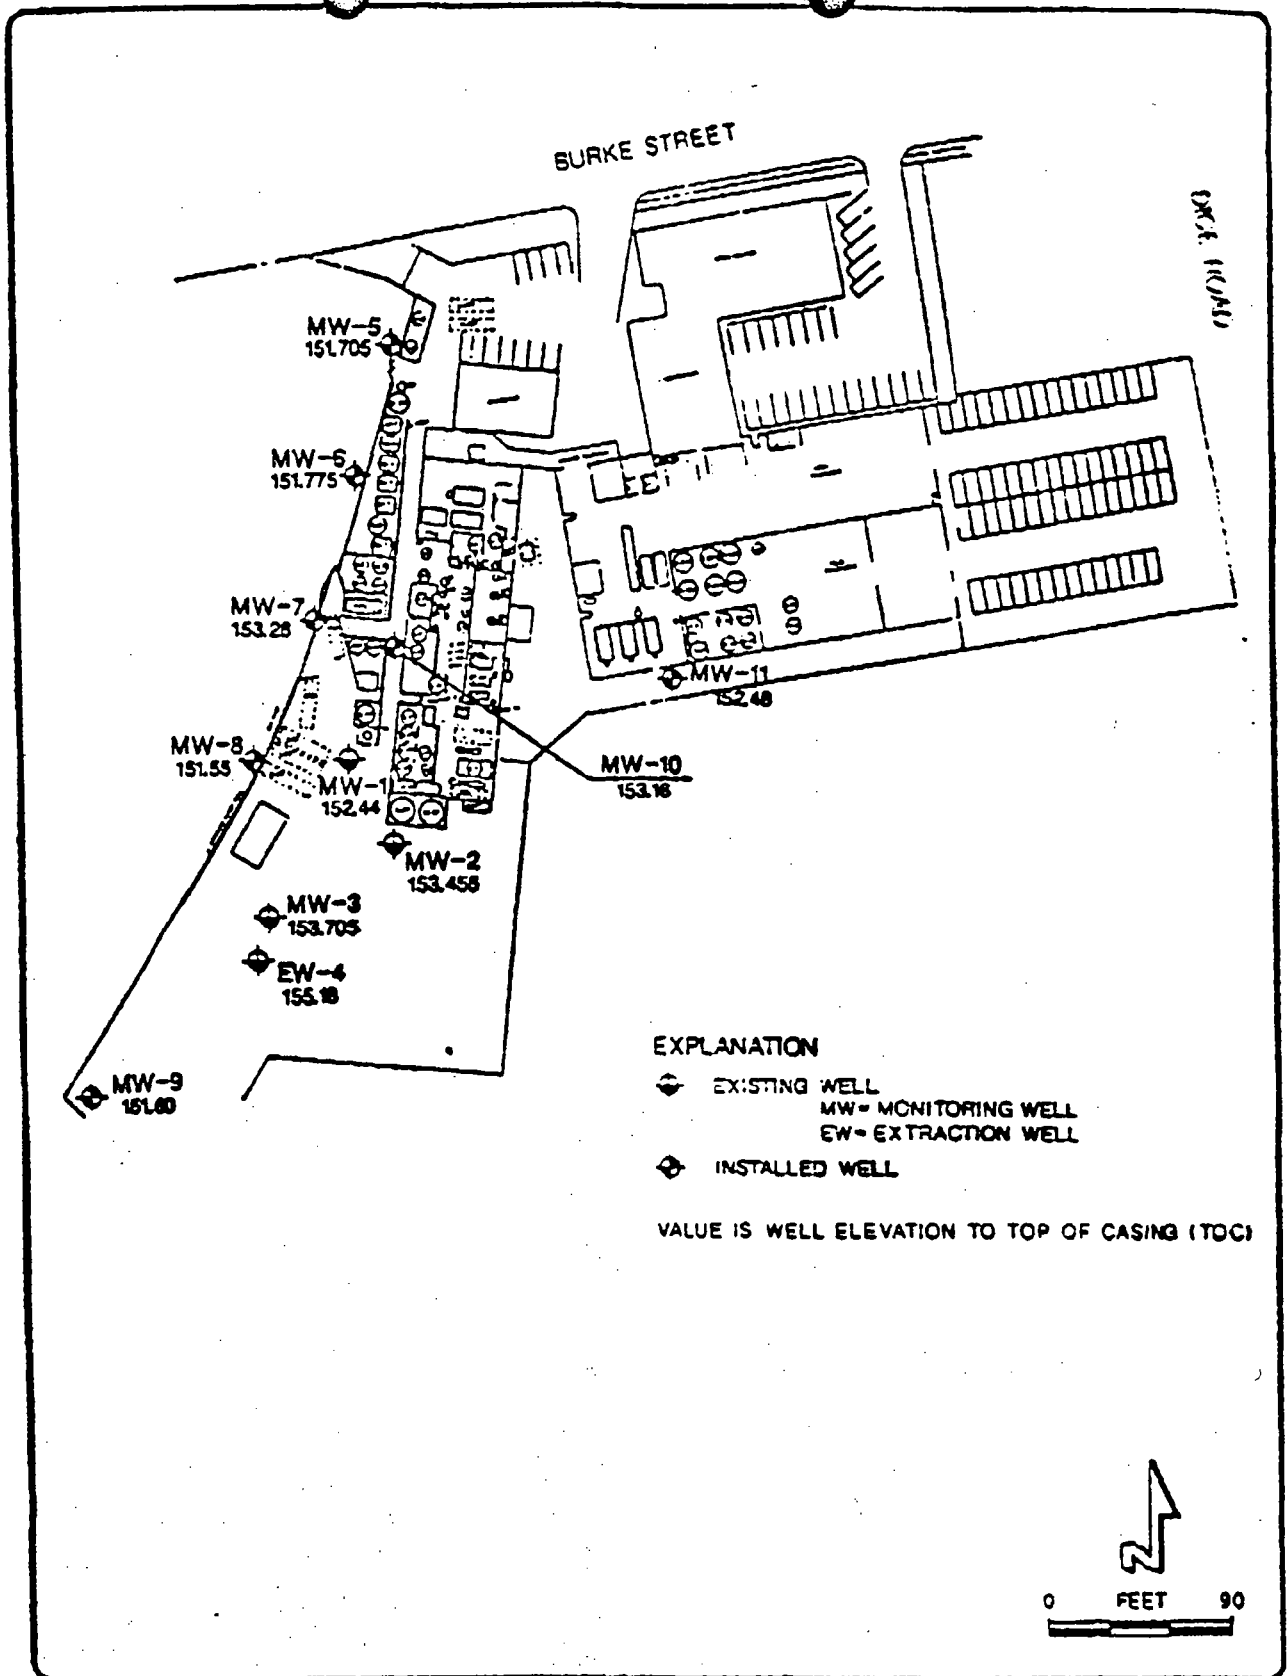 BURKE STREET
MW-5
151.705
MW-6
151.775
MW-7
153.28
MW-11
152.48
MW-8
151.55
MW-1
152.44
MW-10
153.16
MW-2
MW-3
153.705
EW-4
155.18
MW-9
151.60
EXPLANATION
EXISTING WELL
MW= MONITORING WELL
EW= EXTRACTION WELL
INSTALLED WELL
VALUE IS WELL ELEVATION TO TOP OF CASING (TOC)
N
0 FEET 90